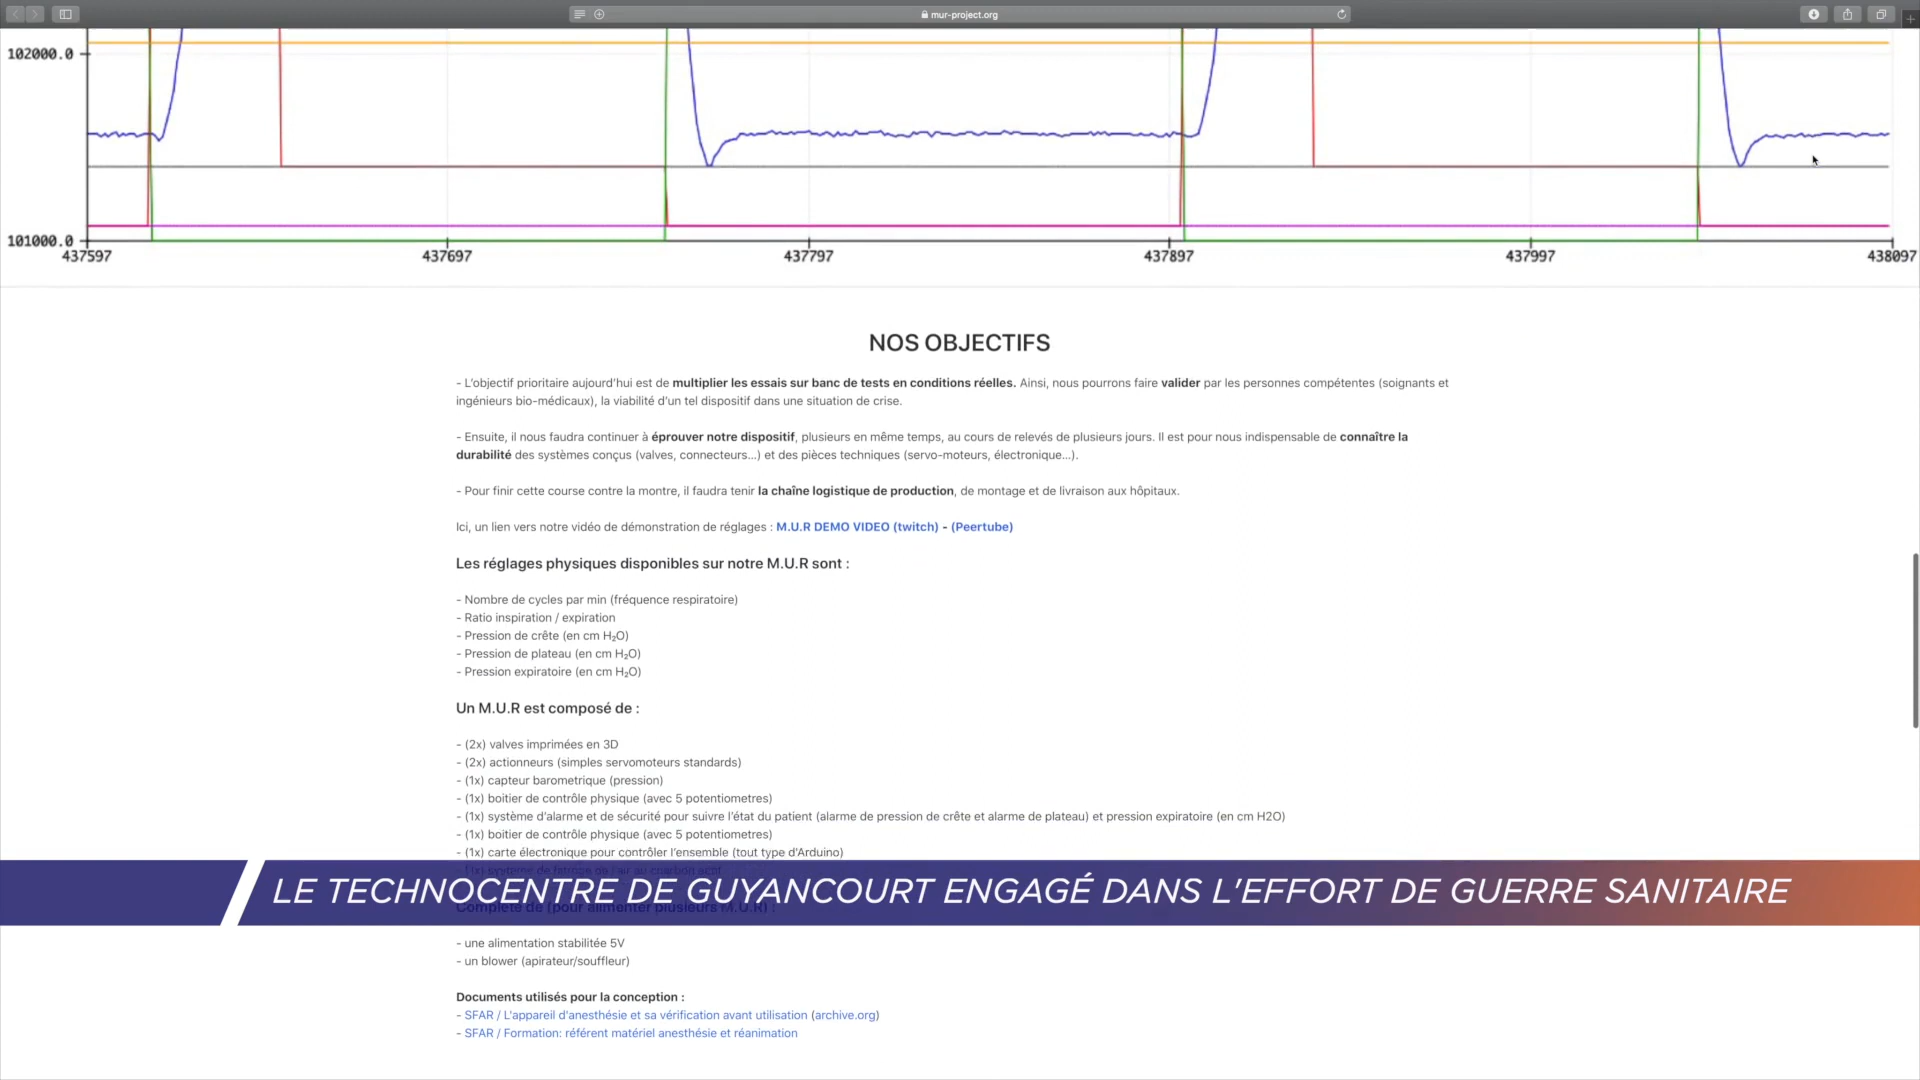 mur-project.org
102000.0
101000.0
437597
437697
437797
437897
437997
438097
NOS OBJECTIFS
- L'objectif prioritaire aujourd'hui est de multiplier les essais sur banc de tests en conditions réelles. Ainsi, nous pourrons faire valider par les personnes compétentes (soignants et
ingénieurs bio-médicaux), la viabilité d'un tel dispositif dans une situation de crise.
- Ensuite, il nous faudra continuer à éprouver notre dispositif, plusieurs en même temps, au cours de relevés de plusieurs jours. Il est pour nous indispensable de connaître la
durabilité des systèmes conçus (valves, connecteurs...) et des pièces techniques (servo-moteurs, électronique...).
- Pour finir cette course contre la montre, il faudra tenir la chaîne logistique de production, de montage et de livraison aux hôpitaux.
Ici, un lien vers notre vidéo de démonstration de réglages : M.U.R DEMO VIDEO (twitch) - (Peertube)
Les réglages physiques disponibles sur notre M.U.R sont :
- Nombre de cycles par min (fréquence respiratoire)
- Ratio inspiration / expiration
- Pression de crête (en cm H₂O)
- Pression de plateau (en cm H₂O)
- Pression expiratoire (en cm H₂O)
Un M.U.R est composé de :
- (2x) valves imprimées en 3D
- (2x) actionneurs (simples servomoteurs standards)
- (1x) capteur barometrique (pression)
- (1x) boitier de contrôle physique (avec 5 potentiometres)
- (1x) système d'alarme et de sécurité pour suivre l'état du patient (alarme de pression de crête et alarme de plateau) et pression expiratoire (en cm H2O)
- (1x) boitier de contrôle physique (avec 5 potentiometres)
- (1x) carte électronique pour contrôler l'ensemble (tout type d'Arduino)
LE TECHNOCENTRE DE GUYANCOURT ENGAGÉ DANS L'EFFORT DE GUERRE SANITAIRE
(pour alimenter plusieurs M.U.R) :
- une alimentation stabilitée 5V
- un blower (apirateur/souffleur)
Documents utilisés pour la conception :
- SFAR / L'appareil d'anesthésie et sa vérification avant utilisation (archive.org)
- SFAR / Formation: référent matériel anesthésie et réanimation